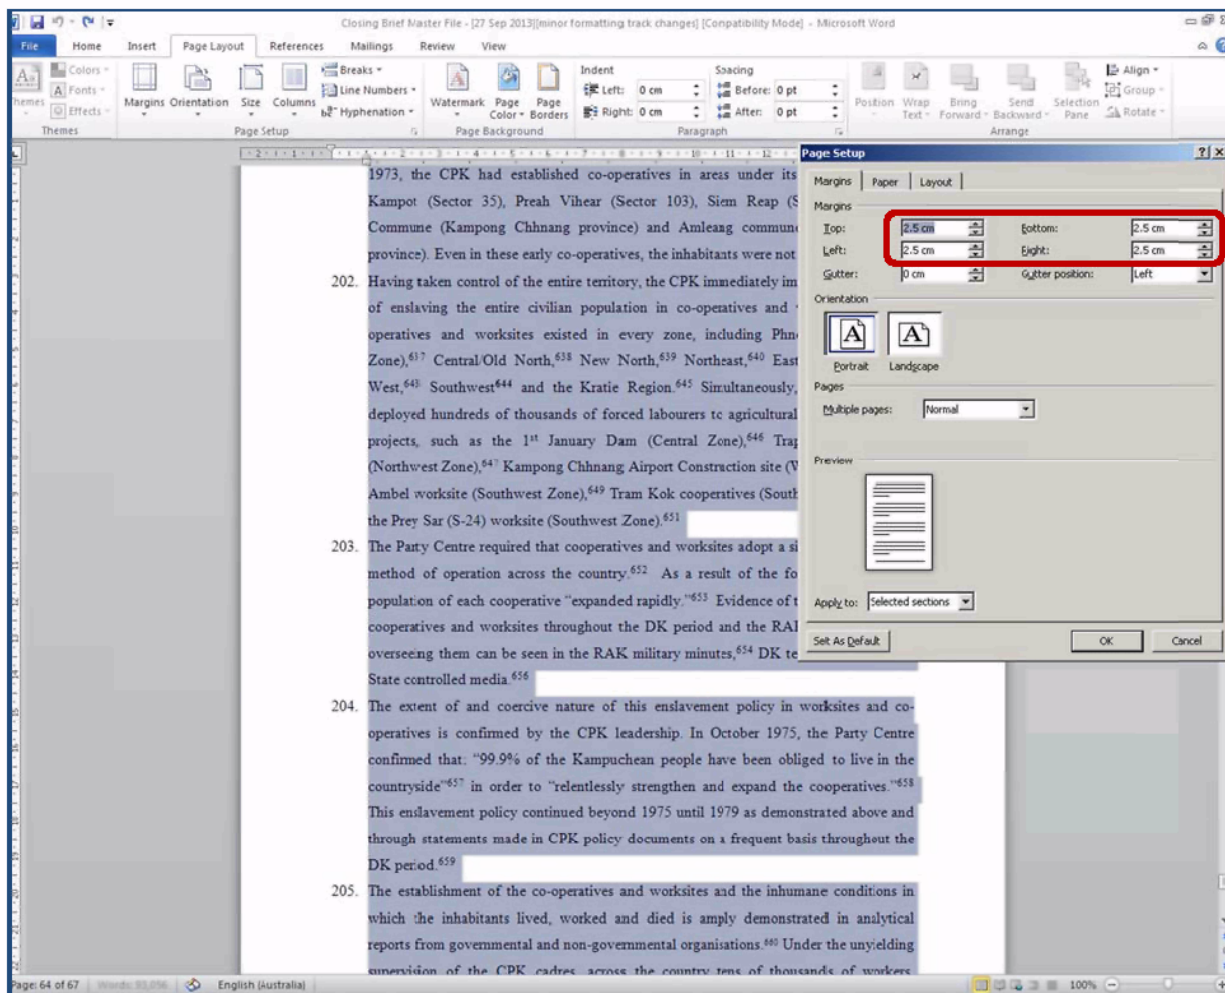 Closing Brief Master File - [27 Sep 2013][minor formatting track changes] [Compatibility Mode] - Microsoft Word
File Home Insert Page Layout References Mailings Review View
Colors
Fonts
Effects
Themes
Margins Orientation Size Columns
Breaks
Line Numbers
Hyphenation
Page Setup
Watermark Page Color Page Borders
Page Background
Indent
Left: 0 cm
Right: 0 cm
Spacing
Before: 0 pt
After: 0 pt
Paragraph
Position Wrap Text Bring Forward Send Backward Selection Pane
Align
Group
Rotate
Arrange
1973, the CPK had established co-operatives in areas under its
Kampot (Sector 35), Preah Vihear (Sector 103), Siem Reap (S
Commune (Kampong Chhnang province) and Amleang commun
province). Even in these early co-operatives, the inhabitants were not
202. Having taken control of the entire territory, the CPK immediately im
of enslaving the entire civilian population in co-operatives and
operatives and worksites existed in every zone, including Phn
Zone),637 Central/Old North,638 New North,639 Northeast,640 East
West,643 Southwest644 and the Kratie Region.645 Simultaneously,
deployed hundreds of thousands of forced labourers to agricultural
projects, such as the 1st January Dam (Central Zone),646 Trap
(Northwest Zone),647 Kampong Chhnang Airport Construction site (W
Ambel worksite (Southwest Zone),649 Tram Kok cooperatives (South
the Prey Sar (S-24) worksite (Southwest Zone).651
203. The Party Centre required that cooperatives and worksites adopt a si
method of operation across the country.652 As a result of the fo
population of each cooperative “expanded rapidly.”653 Evidence of t
cooperatives and worksites throughout the DK period and the RA
overseeing them can be seen in the RAK military minutes,654 DK te
State controlled media.656
204. The extent of and coercive nature of this enslavement policy in worksites and co-
operatives is confirmed by the CPK leadership. In October 1975, the Party Centre
confirmed that: “99.9% of the Kampuchean people have been obliged to live in the
countryside”657 in order to “relentlessly strengthen and expand the cooperatives.”658
This enslavement policy continued beyond 1975 until 1979 as demonstrated above and
through statements made in CPK policy documents on a frequent basis throughout the
DK period.659
205. The establishment of the co-operatives and worksites and the inhumane conditions in
which the inhabitants lived, worked and died is amply demonstrated in analytical
reports from governmental and non-governmental organisations.660 Under the unyielding
supervision of the CPK cadres, across the country tens of thousands of workers
Page Setup
Margins Paper Layout
Margins
Top: 2.5 cm Bottom: 2.5 cm
Left: 2.5 cm Right: 2.5 cm
Gutter: 0 cm Gutter position: Left
Orientation
Portrait Landscape
Pages
Multiple pages: Normal
Preview
Apply to: Selected sections
Set As Default OK Cancel
Page: 64 of 67 Words: 93,056 English (Australia) 100%